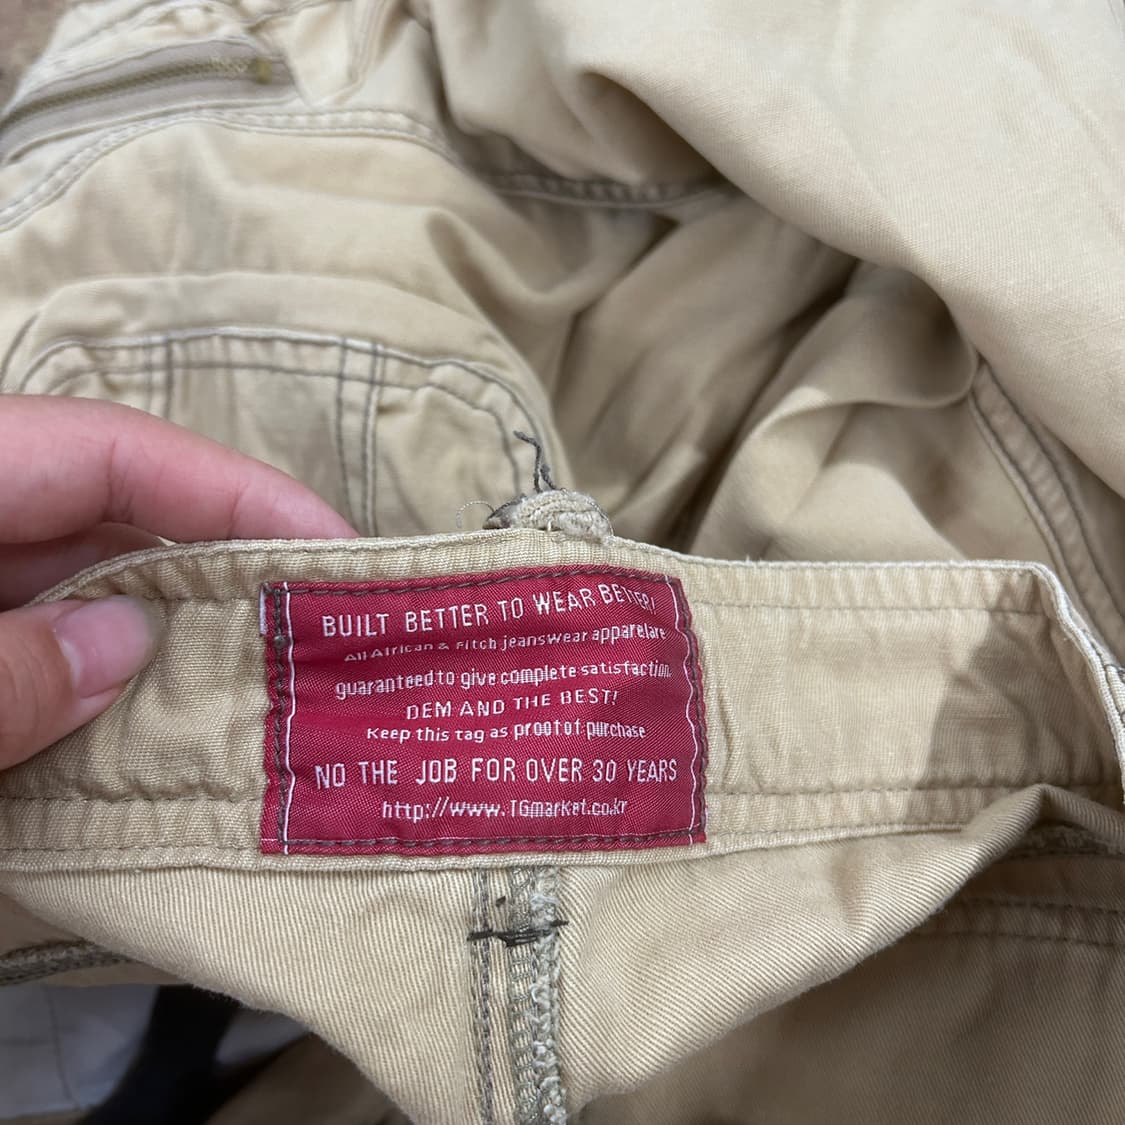 BUILT BETTER TO WEAR BETTER!
All African & Fitch jeanswear apparelare
guaranteed to give complete satisfaction.
DEM AND THE BEST!
Keep this tag as proof of purchase
NO THE JOB FOR OVER 30 YEARS
http://www.TGmarket.co.kr